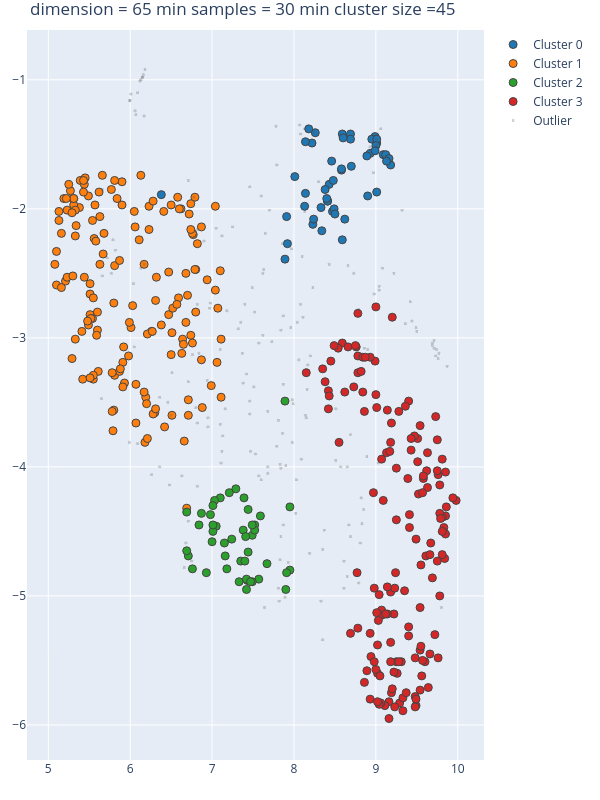 dimension = 65 min samples = 30 min cluster size =45
Cluster 0
Cluster 1
Cluster 2
Cluster 3
Outlier
−1
−2
−3
−4
−5
−6
5 6 7 8 9 10